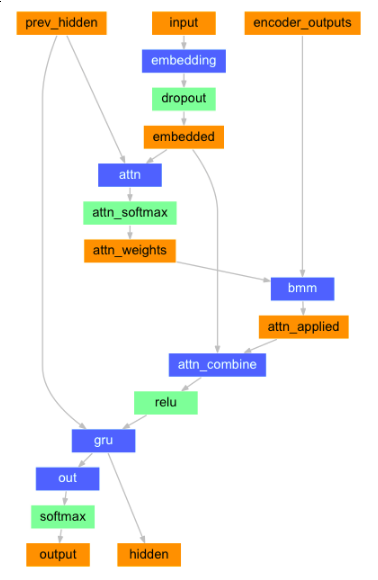 prev_hidden
input
encoder_outputs
embedding
dropout
embedded
attn
attn_softmax
attn_weights
bmm
attn_applied
attn_combine
relu
gru
out
softmax
output
hidden